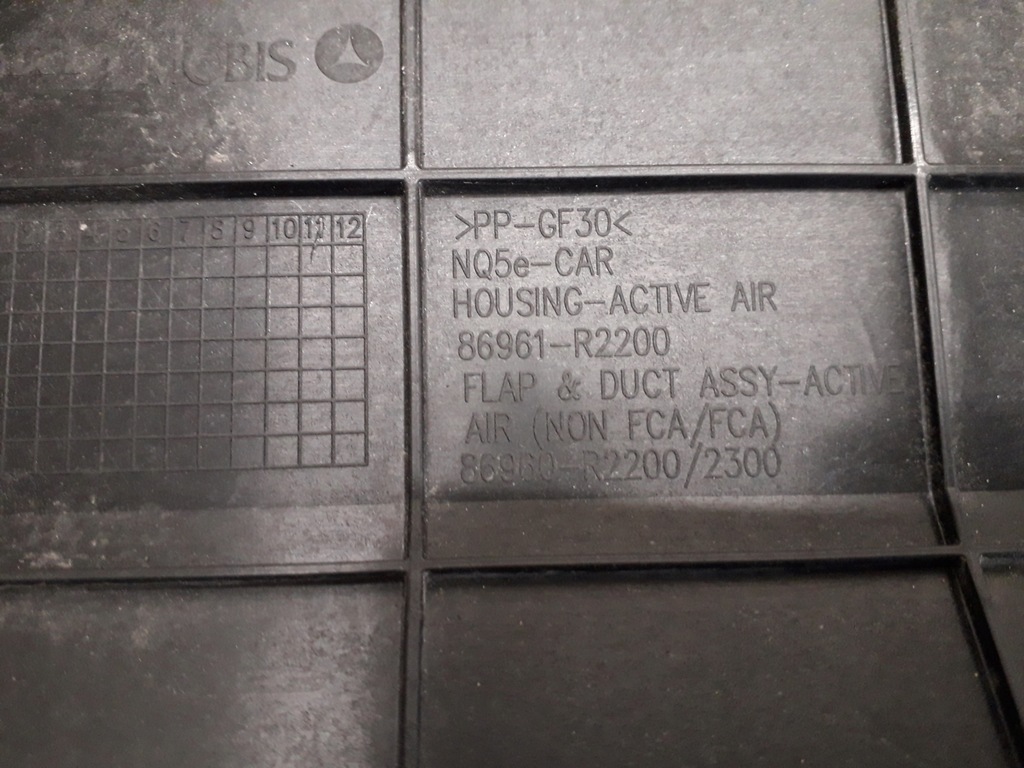 BIS
2 3 4 5 6 7 8 9 10 11 12
>PP-GF30<
NQ5e-CAR
HOUSING-ACTIVE AIR
86961-R2200
FLAP & DUCT ASSY-ACTIVE
AIR (NON FCA/FCA)
86960-R2200/2300